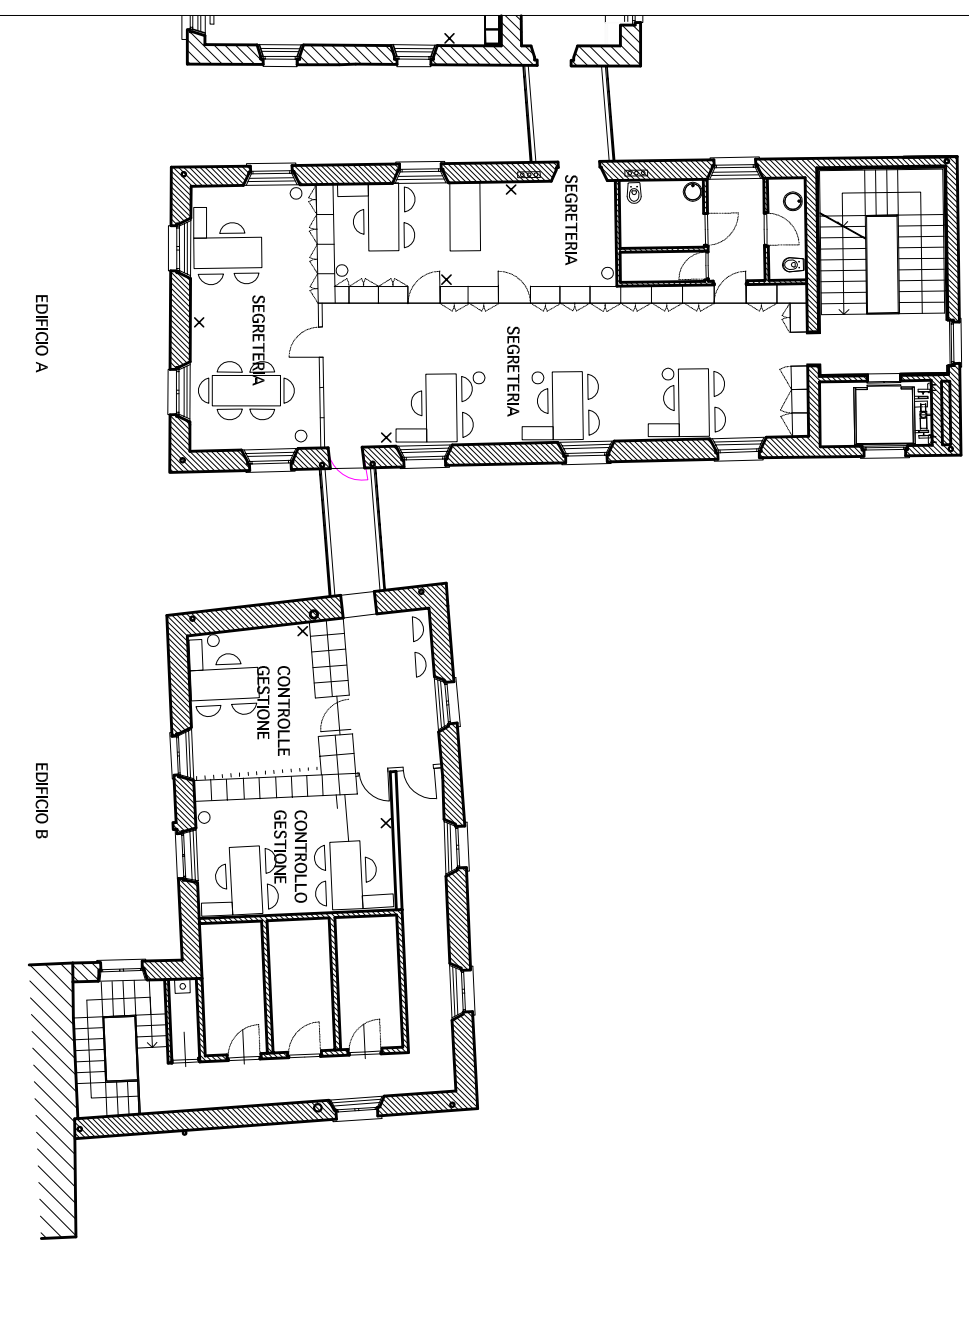 SEGRETERIA
SEGRETERIA
SEGRETERIA
EDIFICIO A
CONTROLLE
GESTIONE
CONTROLLO
GESTIONE
EDIFICIO B